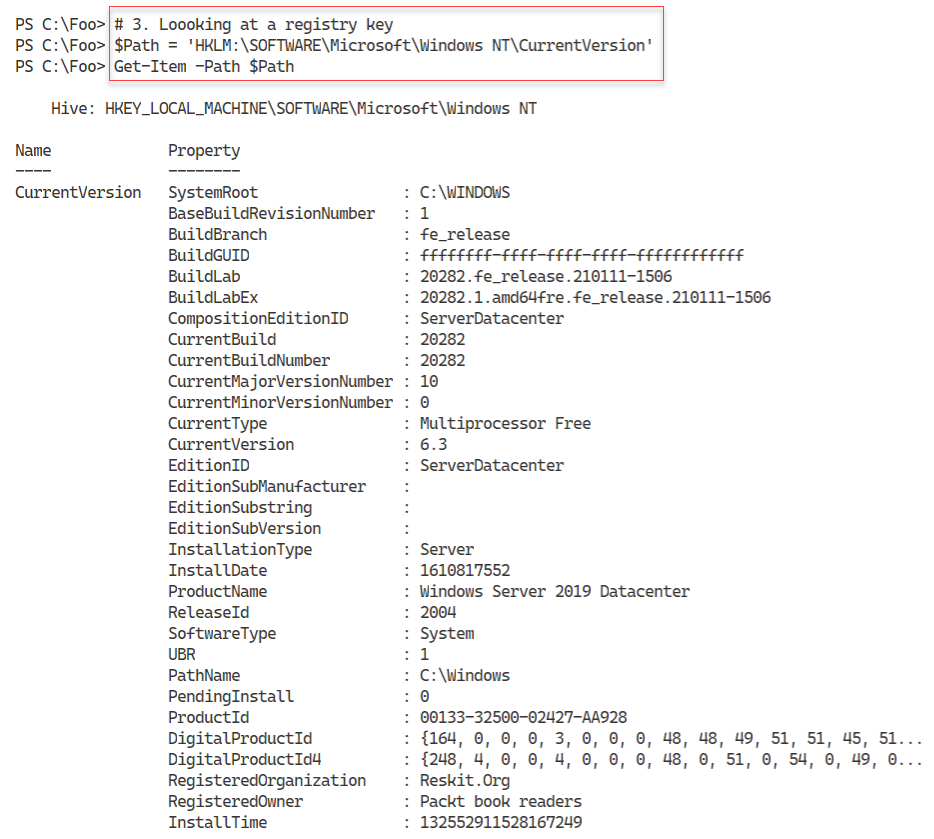 PS C:\Foo> # 3. Loooking at a registry key
PS C:\Foo> $Path = 'HKLM:\SOFTWARE\Microsoft\Windows NT\CurrentVersion'
PS C:\Foo> Get-Item -Path $Path
Hive: HKEY_LOCAL_MACHINE\SOFTWARE\Microsoft\Windows NT
Name Property
---- --------
CurrentVersion SystemRoot : C:\WINDOWS
BaseBuildRevisionNumber : 1
BuildBranch : fe_release
BuildGUID : ffffffff-ffff-ffff-ffff-ffffffffffff
BuildLab : 20282.fe_release.210111-1506
BuildLabEx : 20282.1.amd64fre.fe_release.210111-1506
CompositionEditionID : ServerDatacenter
CurrentBuild : 20282
CurrentBuildNumber : 20282
CurrentMajorVersionNumber : 10
CurrentMinorVersionNumber : 0
CurrentType : Multiprocessor Free
CurrentVersion : 6.3
EditionID : ServerDatacenter
EditionSubManufacturer :
EditionSubstring :
EditionSubVersion :
InstallationType : Server
InstallDate : 1610817552
ProductName : Windows Server 2019 Datacenter
ReleaseId : 2004
SoftwareType : System
UBR : 1
PathName : C:\Windows
PendingInstall : 0
ProductId : 00133-32500-02427-AA928
DigitalProductId : {164, 0, 0, 0, 3, 0, 0, 0, 48, 48, 49, 51, 51, 45, 51...
DigitalProductId4 : {248, 4, 0, 0, 4, 0, 0, 0, 48, 0, 51, 0, 54, 0, 49, 0...
RegisteredOrganization : Reskit.Org
RegisteredOwner : Packt book readers
InstallTime : 132552911528167249